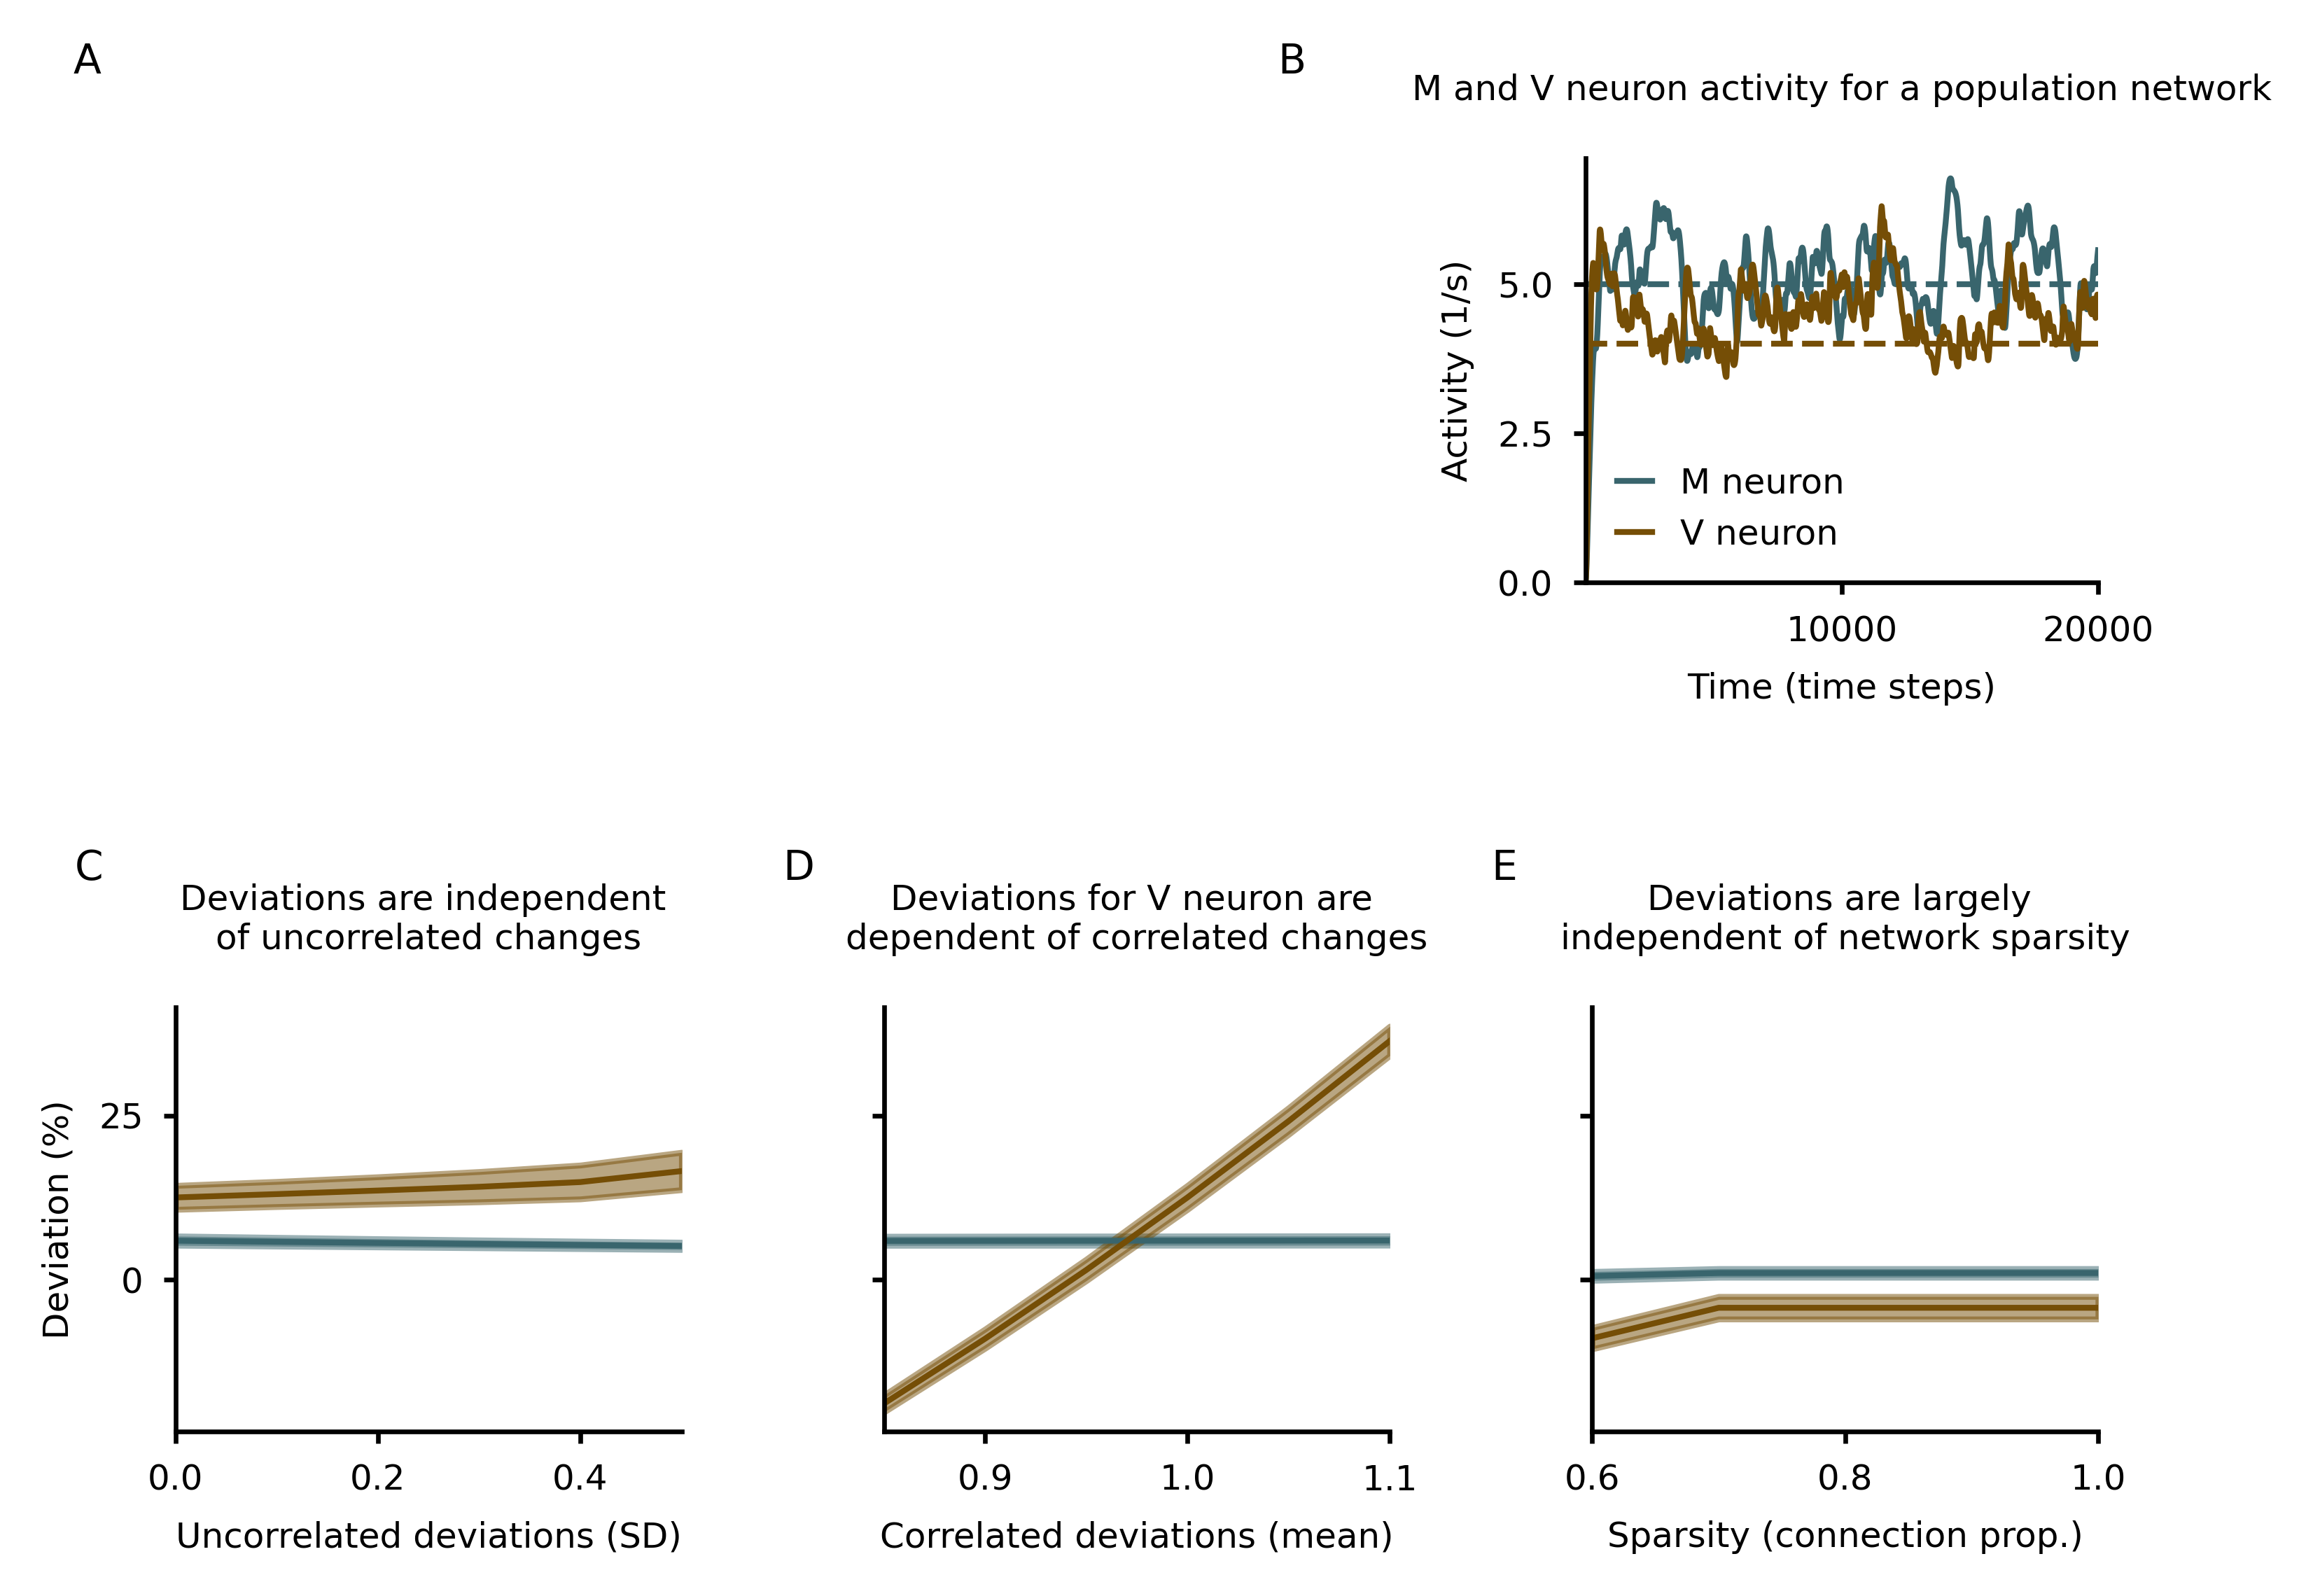 A
B
M and V neuron activity for a population network
Activity (1/s)
5.0
2.5
0.0
M neuron
V neuron
10000
20000
Time (time steps)
C
Deviations are independent
of uncorrelated changes
Deviation (%)
25
0
0.0
0.2
0.4
Uncorrelated deviations (SD)
D
Deviations for V neuron are
dependent of correlated changes
0.9
1.0
1.1
Correlated deviations (mean)
E
Deviations are largely
independent of network sparsity
0.6
0.8
1.0
Sparsity (connection prop.)